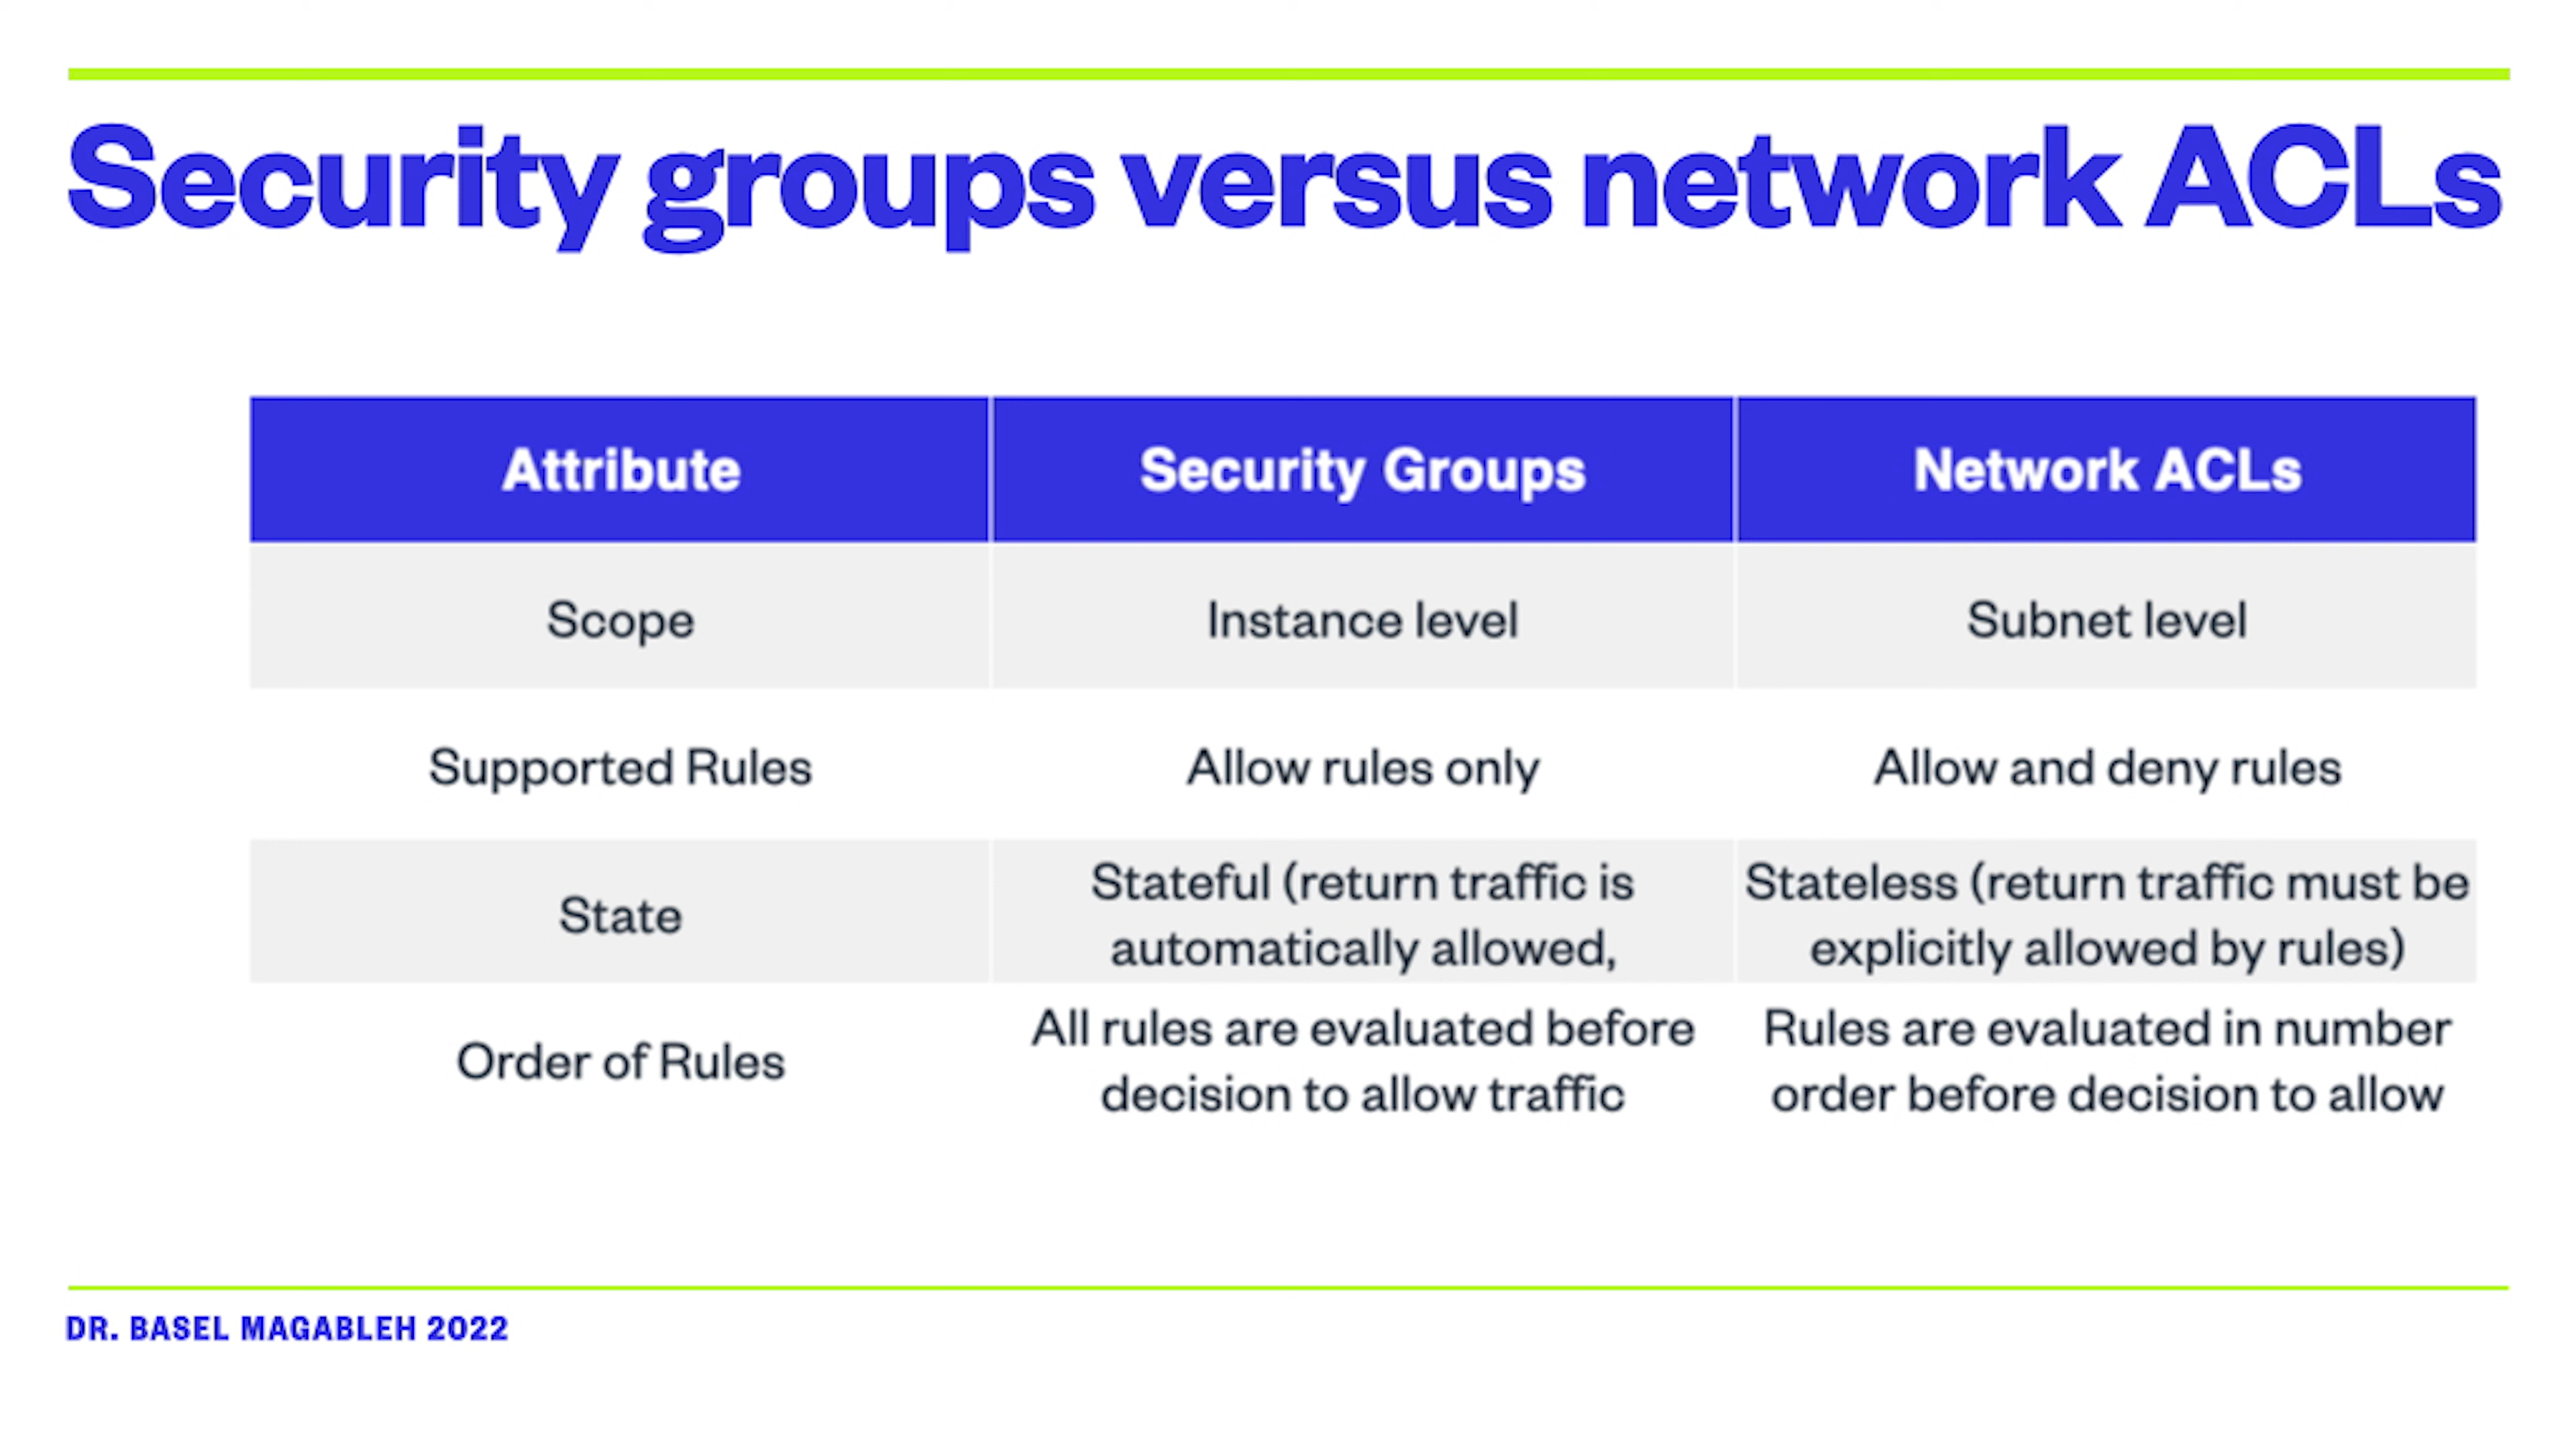 Security groups versus network ACLs
Attribute
Security Groups
Network ACLs
Scope
Instance level
Subnet level
Supported Rules
Allow rules only
Allow and deny rules
State
Stateful (return traffic is
automatically allowed,
Stateless (return traffic must be
explicitly allowed by rules)
Order of Rules
All rules are evaluated before
decision to allow traffic
Rules are evaluated in number
order before decision to allow
DR. BASEL MAGABLEH 2022